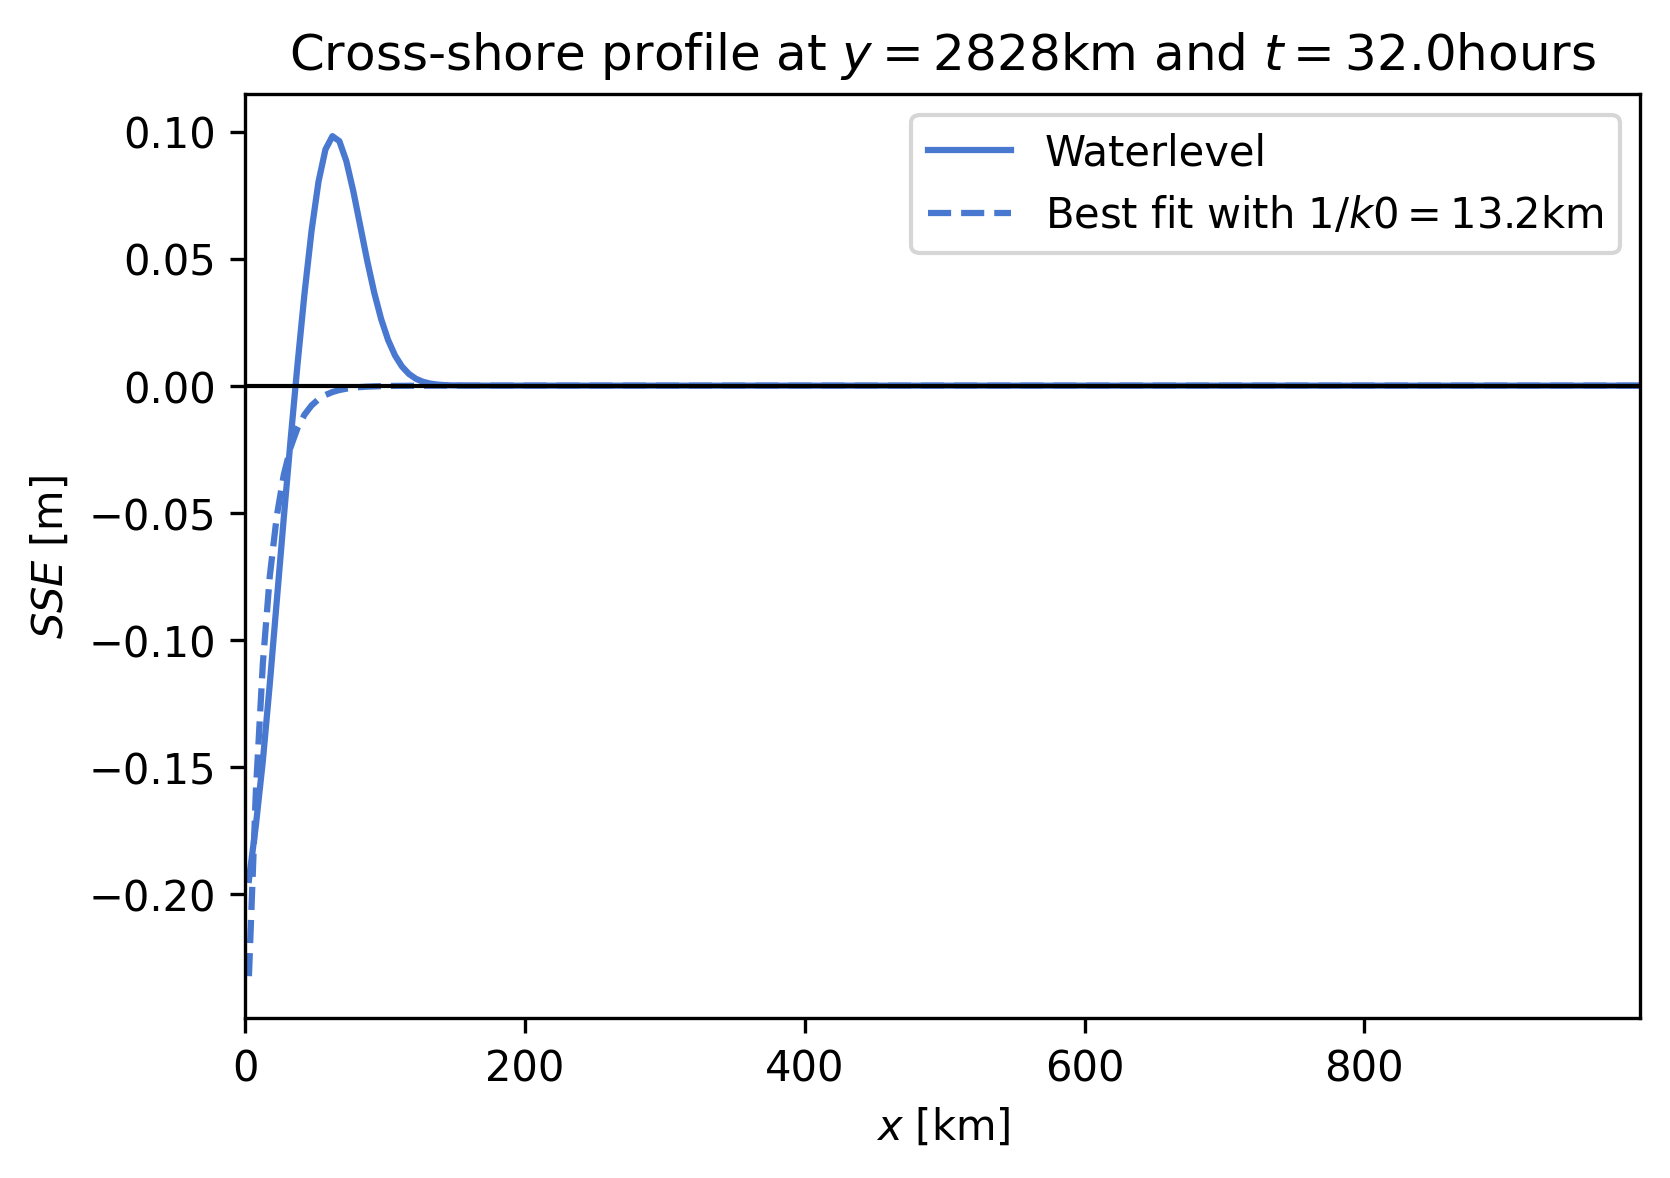 Cross-shore profile at y = 2828km and t = 32.0hours
Waterlevel
Best fit with 1/k0 = 13.2km
0.10
0.05
0.00
−0.05
−0.10
−0.15
−0.20
SSE [m]
0 200 400 600 800
x [km]